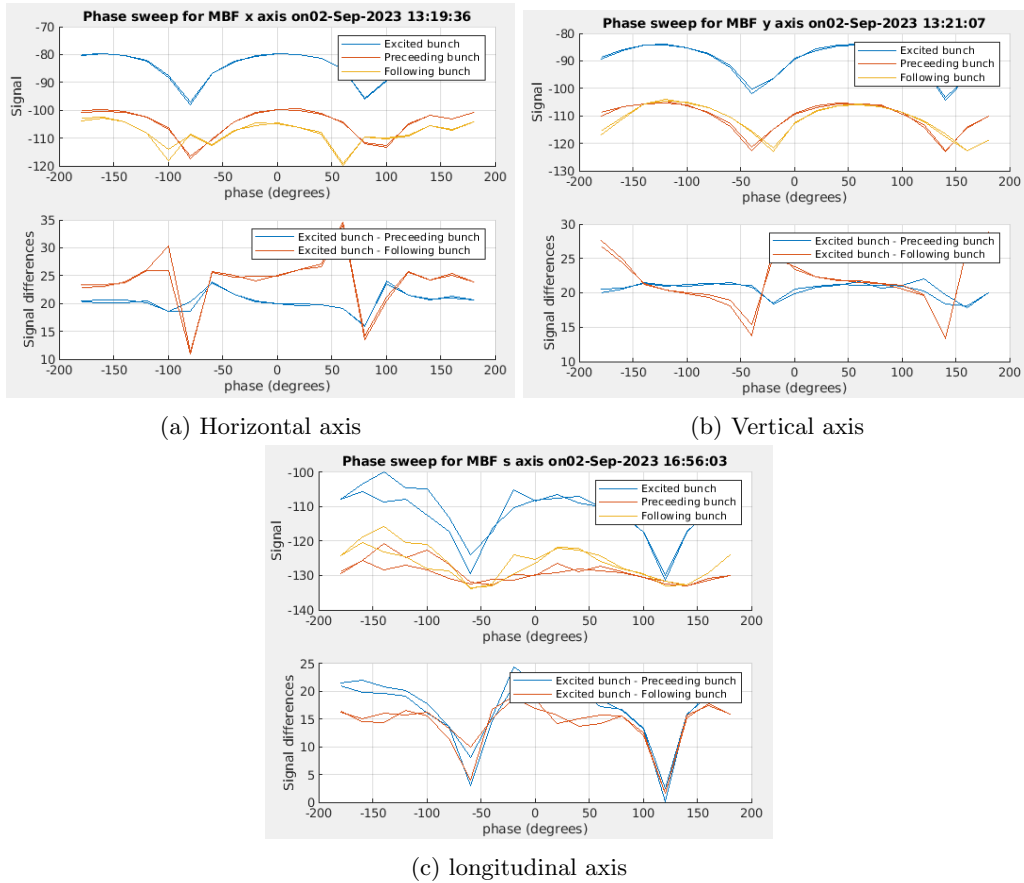 Phase sweep for MBF x axis on02-Sep-2023 13:19:36
-70
-80
-90
-100
-110
-120
Signal
Excited bunch
Preceeding bunch
Following bunch
-200 -150 -100 -50 0 50 100 150 200
phase (degrees)
35
30
25
20
15
10
Signal differences
Excited bunch - Preceeding bunch
Excited bunch - Following bunch
-200 -150 -100 -50 0 50 100 150 200
phase (degrees)
(a) Horizontal axis
Phase sweep for MBF y axis on02-Sep-2023 13:21:07
-80
-90
-100
-110
-120
-130
Signal
Excited bunch
Preceeding bunch
Following bunch
-200 -150 -100 -50 0 50 100 150 200
phase (degrees)
30
25
20
15
10
Signal differences
Excited bunch - Preceeding bunch
Excited bunch - Following bunch
-200 -150 -100 -50 0 50 100 150 200
phase (degrees)
(b) Vertical axis
Phase sweep for MBF s axis on02-Sep-2023 16:56:03
-100
-110
-120
-130
-140
Signal
Excited bunch
Preceeding bunch
Following bunch
-200 -150 -100 -50 0 50 100 150 200
phase (degrees)
25
20
15
10
5
0
Signal differences
Excited bunch - Preceeding bunch
Excited bunch - Following bunch
-200 -150 -100 -50 0 50 100 150 200
phase (degrees)
(c) longitudinal axis